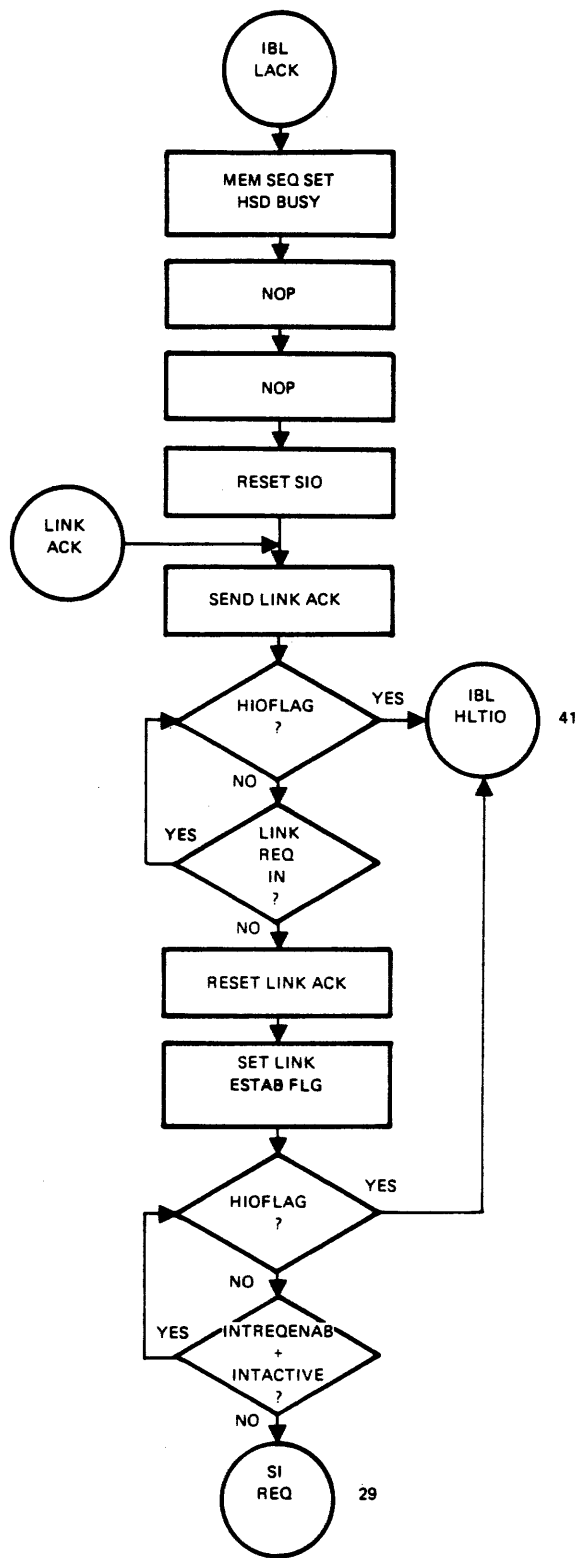 IBL
LACK
MEM SEQ SET
HSD BUSY
NOP
NOP
RESET SIO
LINK
ACK
SEND LINK ACK
HIOFLAG
?
YES
IBL
HLTIO
41
NO
YES
LINK
REQ
IN
?
NO
RESET LINK ACK
SET LINK
ESTAB FLG
HIOFLAG
?
YES
NO
YES
INTREQENAB
+
INTACTIVE
?
NO
SI
REQ
29